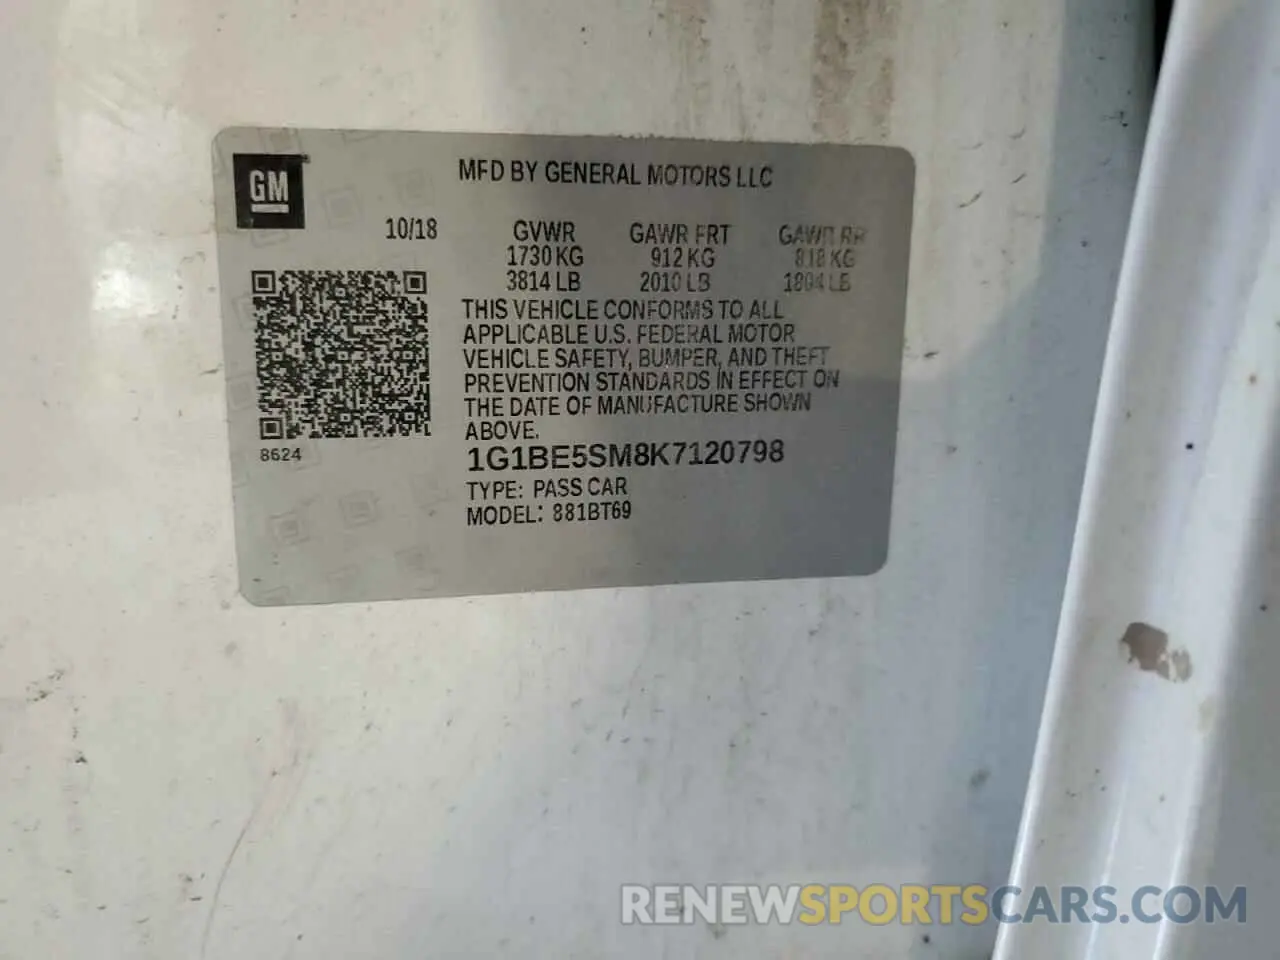 GM
MFD BY GENERAL MOTORS LLC
10/18 GVWR GAWR FRT GAWR RR
1730 KG 912 KG 818 KG
3814 LB 2010 LB 1804 LB
THIS VEHICLE CONFORMS TO ALL
APPLICABLE U.S. FEDERAL MOTOR
VEHICLE SAFETY, BUMPER, AND THEFT
PREVENTION STANDARDS IN EFFECT ON
THE DATE OF MANUFACTURE SHOWN
ABOVE.
8624
1G1BE5SM8K7120798
TYPE: PASS CAR
MODEL: 881BT69
RENEWSPORTSCARS.COM